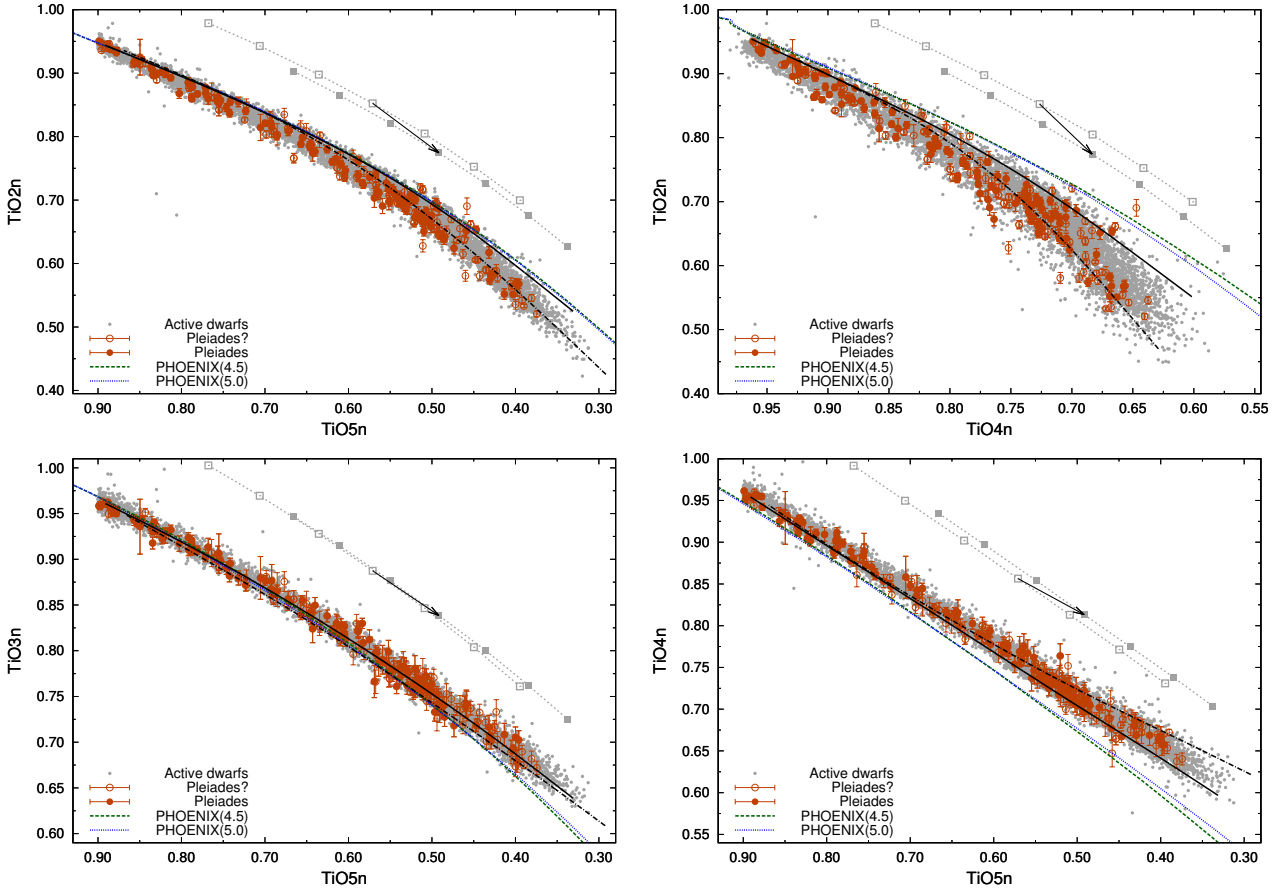 1.00
0.90
0.80
0.70
0.60
0.50
0.40
TiO2n
Active dwarfs
Pleiades?
Pleiades
PHOENIX(4.5)
PHOENIX(5.0)
0.90 0.80 0.70 0.60 0.50 0.40 0.30
TiO5n
1.00
0.90
0.80
0.70
0.60
0.50
0.40
TiO2n
Active dwarfs
Pleiades?
Pleiades
PHOENIX(4.5)
PHOENIX(5.0)
0.95 0.90 0.85 0.80 0.75 0.70 0.65 0.60 0.55
TiO4n
1.00
0.95
0.90
0.85
0.80
0.75
0.70
0.65
0.60
TiO3n
Active dwarfs
Pleiades?
Pleiades
PHOENIX(4.5)
PHOENIX(5.0)
0.90 0.80 0.70 0.60 0.50 0.40 0.30
TiO5n
1.00
0.95
0.90
0.85
0.80
0.75
0.70
0.65
0.60
0.55
TiO4n
Active dwarfs
Pleiades?
Pleiades
PHOENIX(4.5)
PHOENIX(5.0)
0.90 0.80 0.70 0.60 0.50 0.40 0.30
TiO5n